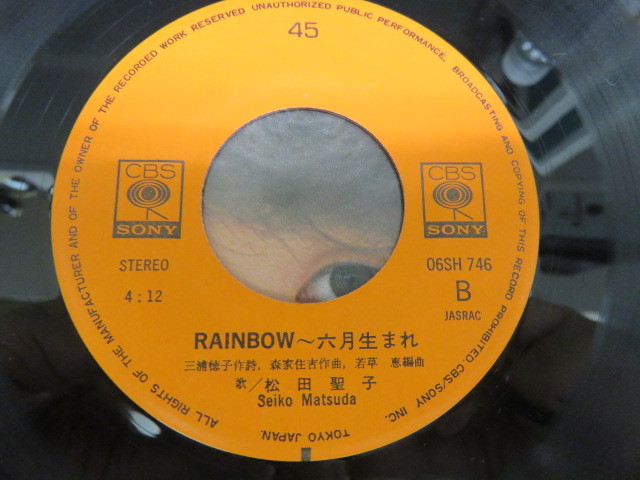 ALL RIGHTS OF THE MANUFACTURER AND OF THE OWNER OF THE RECORDED WORK RESERVED UNAUTHORIZED PUBLIC PERFORMANCE, BROADCASTING AND COPYING OF THIS RECORD PROHIBITED. CBS/SONY INC. TOKYO JAPAN.
45
CBS
SONY
CBS
SONY
STEREO
06SH 746
4:12
B
JASRAC
RAINBOW〜六月生まれ
三浦徳子作詩，森家住吉作曲，若草 恵編曲
歌／松田聖子
Seiko Matsuda